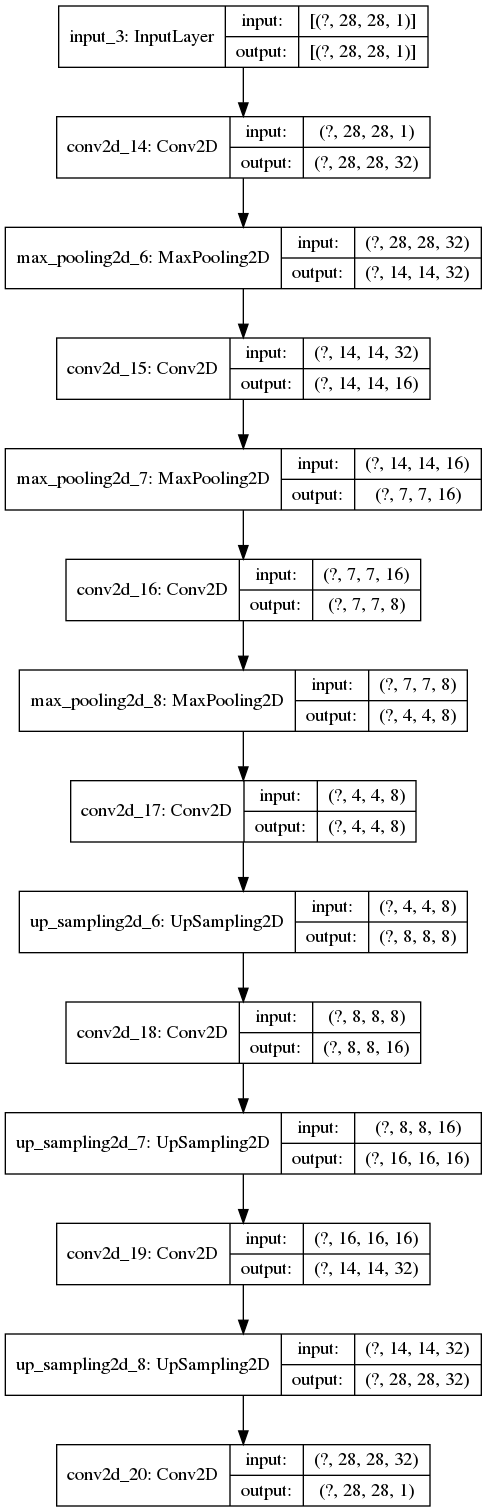 input_3: InputLayer
input: [(?, 28, 28, 1)]
output: [(?, 28, 28, 1)]
conv2d_14: Conv2D
input: (?, 28, 28, 1)
output: (?, 28, 28, 32)
max_pooling2d_6: MaxPooling2D
input: (?, 28, 28, 32)
output: (?, 14, 14, 32)
conv2d_15: Conv2D
input: (?, 14, 14, 32)
output: (?, 14, 14, 16)
max_pooling2d_7: MaxPooling2D
input: (?, 14, 14, 16)
output: (?, 7, 7, 16)
conv2d_16: Conv2D
input: (?, 7, 7, 16)
output: (?, 7, 7, 8)
max_pooling2d_8: MaxPooling2D
input: (?, 7, 7, 8)
output: (?, 4, 4, 8)
conv2d_17: Conv2D
input: (?, 4, 4, 8)
output: (?, 4, 4, 8)
up_sampling2d_6: UpSampling2D
input: (?, 4, 4, 8)
output: (?, 8, 8, 8)
conv2d_18: Conv2D
input: (?, 8, 8, 8)
output: (?, 8, 8, 16)
up_sampling2d_7: UpSampling2D
input: (?, 8, 8, 16)
output: (?, 16, 16, 16)
conv2d_19: Conv2D
input: (?, 16, 16, 16)
output: (?, 14, 14, 32)
up_sampling2d_8: UpSampling2D
input: (?, 14, 14, 32)
output: (?, 28, 28, 32)
conv2d_20: Conv2D
input: (?, 28, 28, 32)
output: (?, 28, 28, 1)